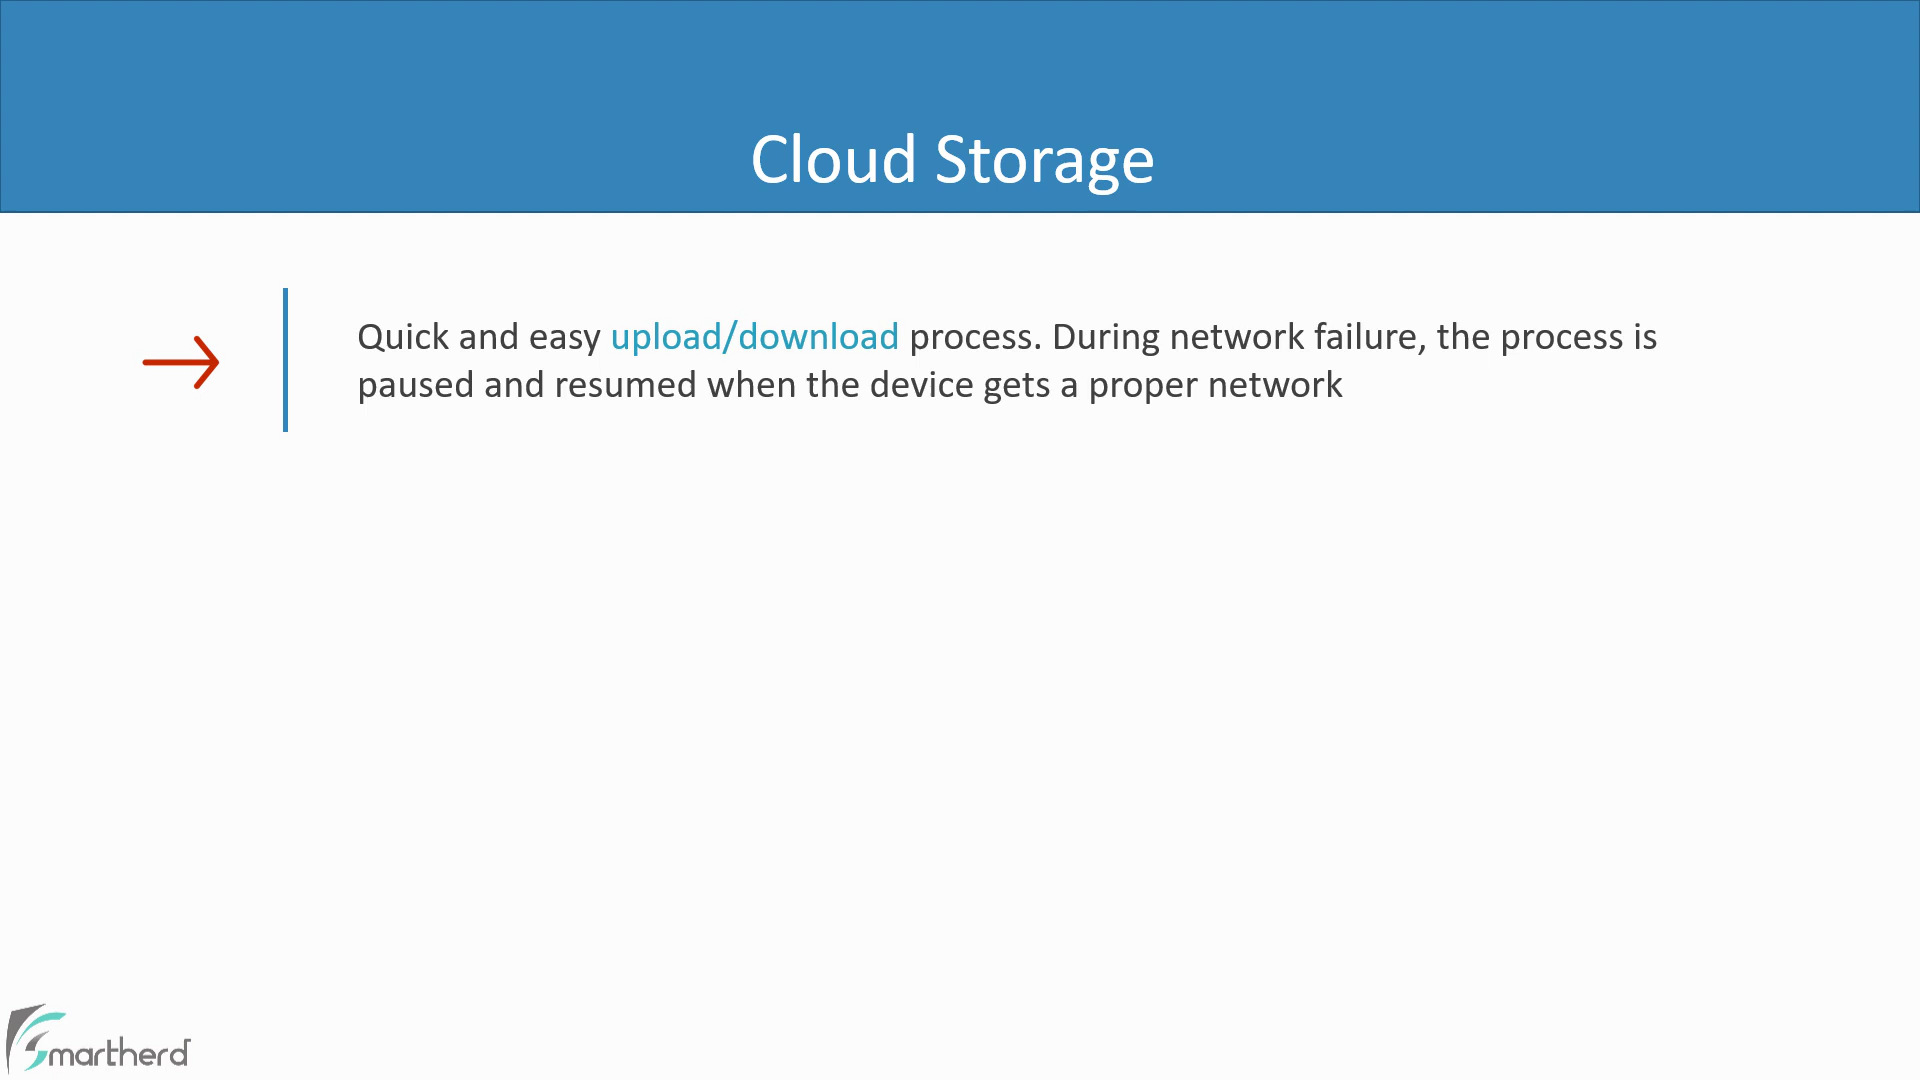 Cloud Storage
Quick and easy upload/download process. During network failure, the process is
paused and resumed when the device gets a proper network
Smartherd